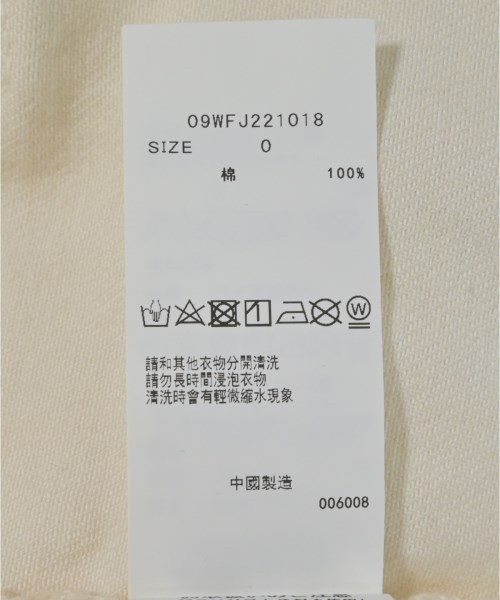 09WFJ221018
SIZE 0
棉 100%
W
請和其他衣物分開清洗
請勿長時間浸泡衣物
清洗時會有輕微縮水現象
中國製造
006008